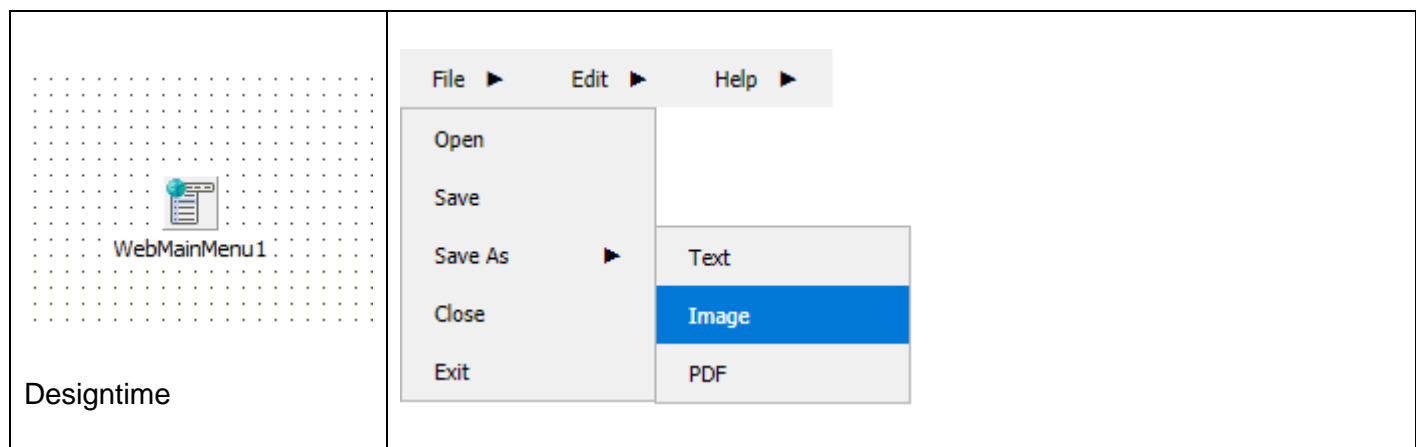 WebMainMenu1
Designtime
File ► Edit ► Help ►
Open
Save
Save As ►
Close
Exit
Text
Image
PDF